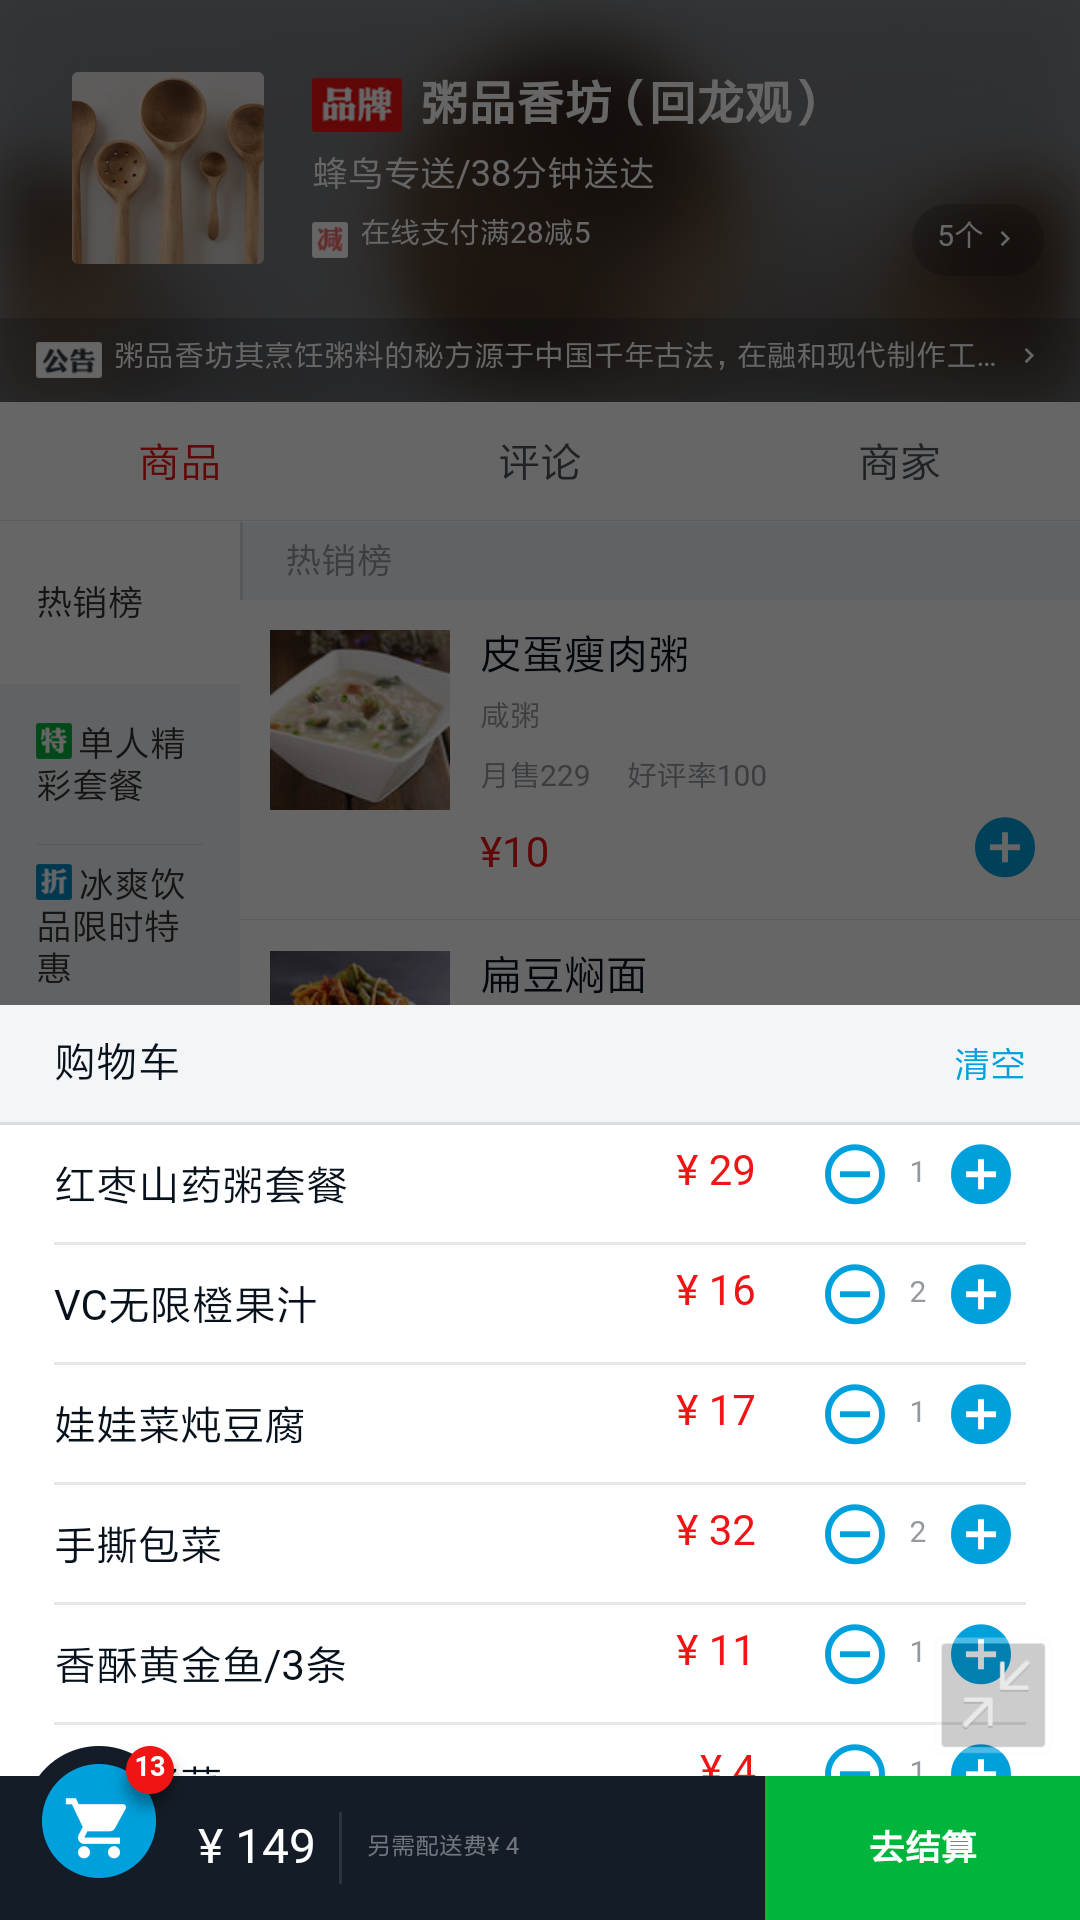 品牌 粥品香坊（回龙观）
蜂鸟专送/38分钟送达
减 在线支付满28减5
5个
公告 粥品香坊其烹饪粥料的秘方源于中国千年古法，在融和现代制作工...
商品 评论 商家
热销榜
热销榜
特 单人精
彩套餐
折 冰爽饮
品限时特
惠
皮蛋瘦肉粥
咸粥
月售229 好评率100
¥10
扁豆焖面
购物车 清空
红枣山药粥套餐 ¥ 29 1
VC无限橙果汁 ¥ 16 2
娃娃菜炖豆腐 ¥ 17 1
手撕包菜 ¥ 32 2
香酥黄金鱼/3条 ¥ 11 1
¥ 4 1
13
¥ 149 另需配送费¥ 4 去结算